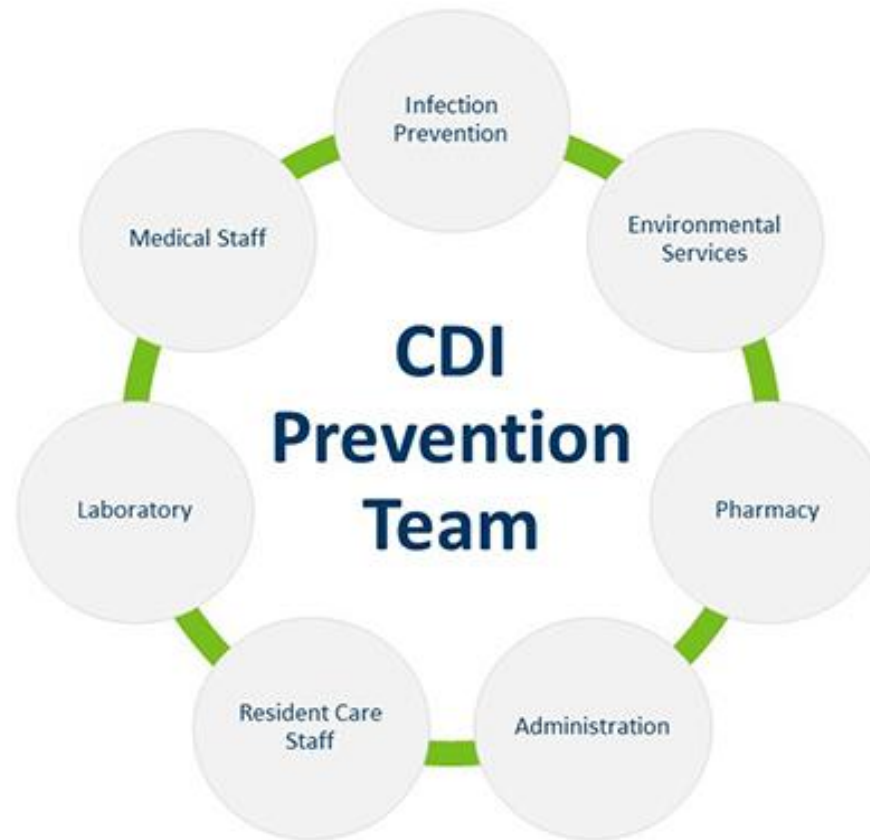 Infection
Prevention
Environmental
Services
Pharmacy
Administration
Resident Care
Staff
Laboratory
Medical Staff
CDI
Prevention
Team